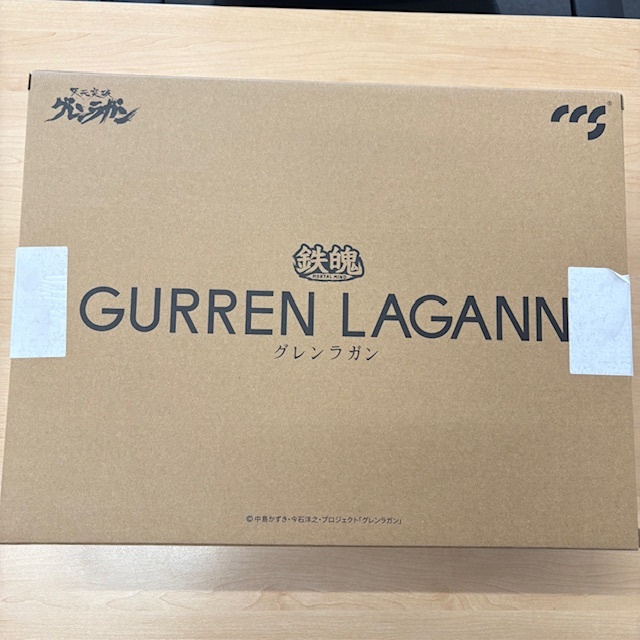 天元突破
グレンラガン
ccs
®
鉄魄
MORTAL MIND
GURREN LAGANN
グレンラガン
©中島かずき・今石洋之・プロジェクト「グレンラガン」